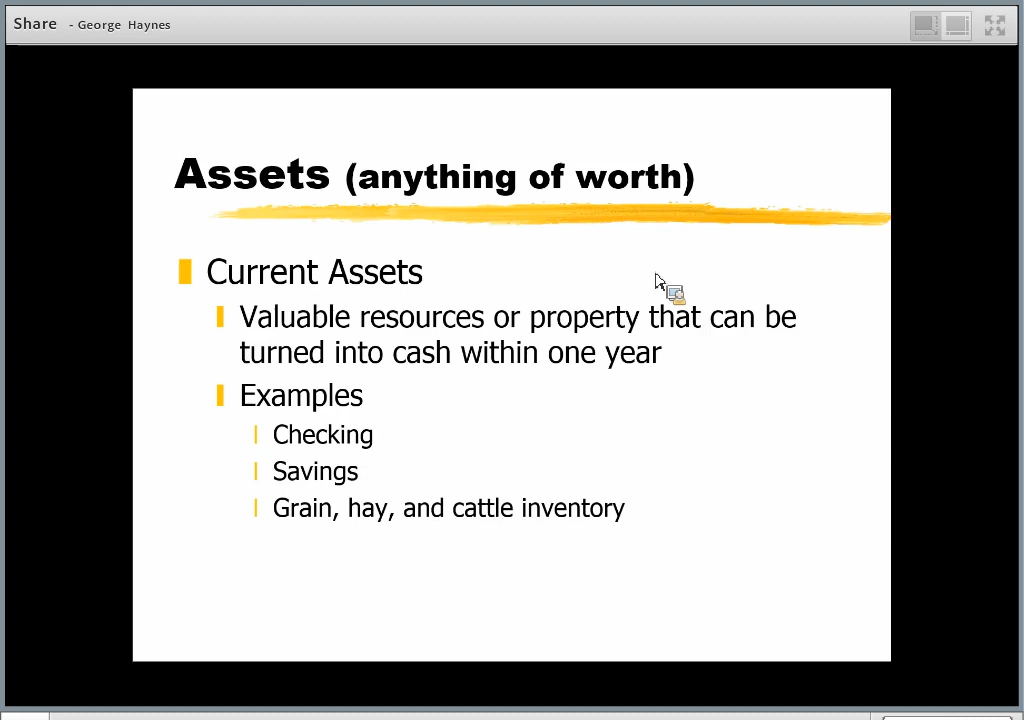 Share - George Haynes
Assets (anything of worth)
Current Assets
Valuable resources or property that can be
turned into cash within one year
Examples
Checking
Savings
Grain, hay, and cattle inventory